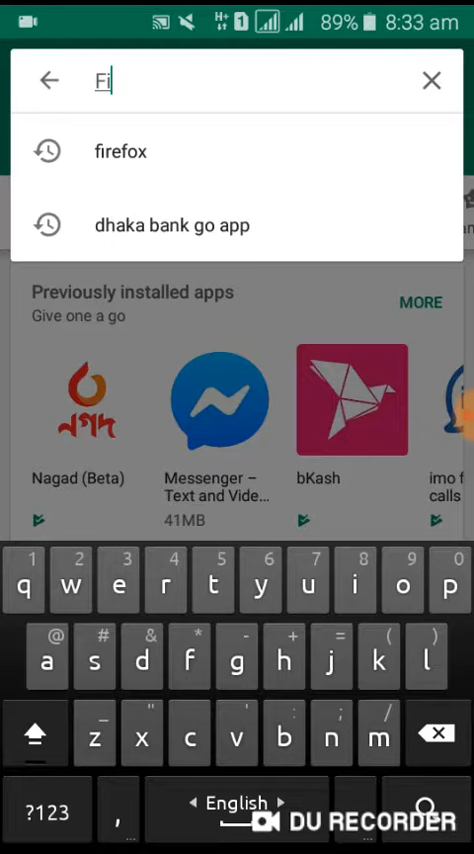 H+ 1 89% 8:33 am
Fi
firefox
dhaka bank go app
Previously installed apps
Give one a go
MORE
নগদ
Nagad (Beta)
Messenger –
Text and Vide...
41MB
bKash
imo f
calls
1 2 3 4 5 6 7 8 9 0
q w e r t y u i o p
@ # & * - + = ( )
a s d f g h j k l
_ " ' : ; /
z x c v b n m
?123 , English
DU RECORDER